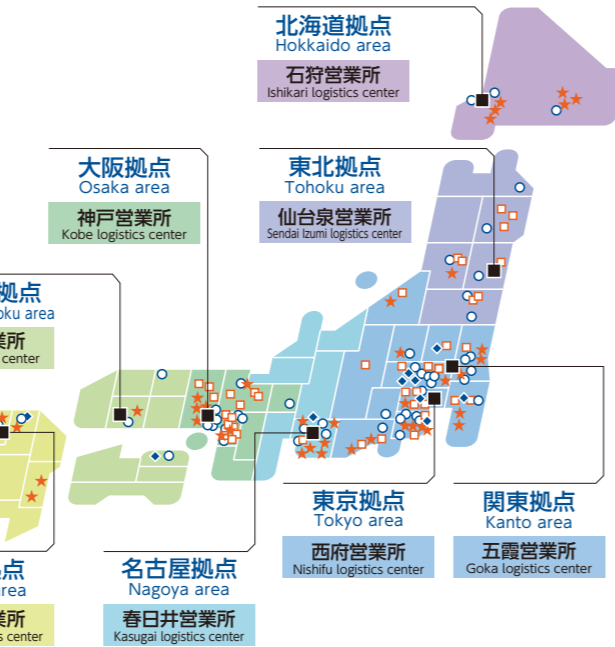 北海道拠点
Hokkaido area
石狩営業所
Ishikari logistics center
大阪拠点
Osaka area
神戸営業所
Kobe logistics center
東北拠点
Tohoku area
仙台泉営業所
Sendai Izumi logistics center
拠点
oku area
業所
center
東京拠点
Tokyo area
西府営業所
Nishifu logistics center
関東拠点
Kanto area
五霞営業所
Goka logistics center
点
area
業所
s center
名古屋拠点
Nagoya area
春日井営業所
Kasugai logistics center